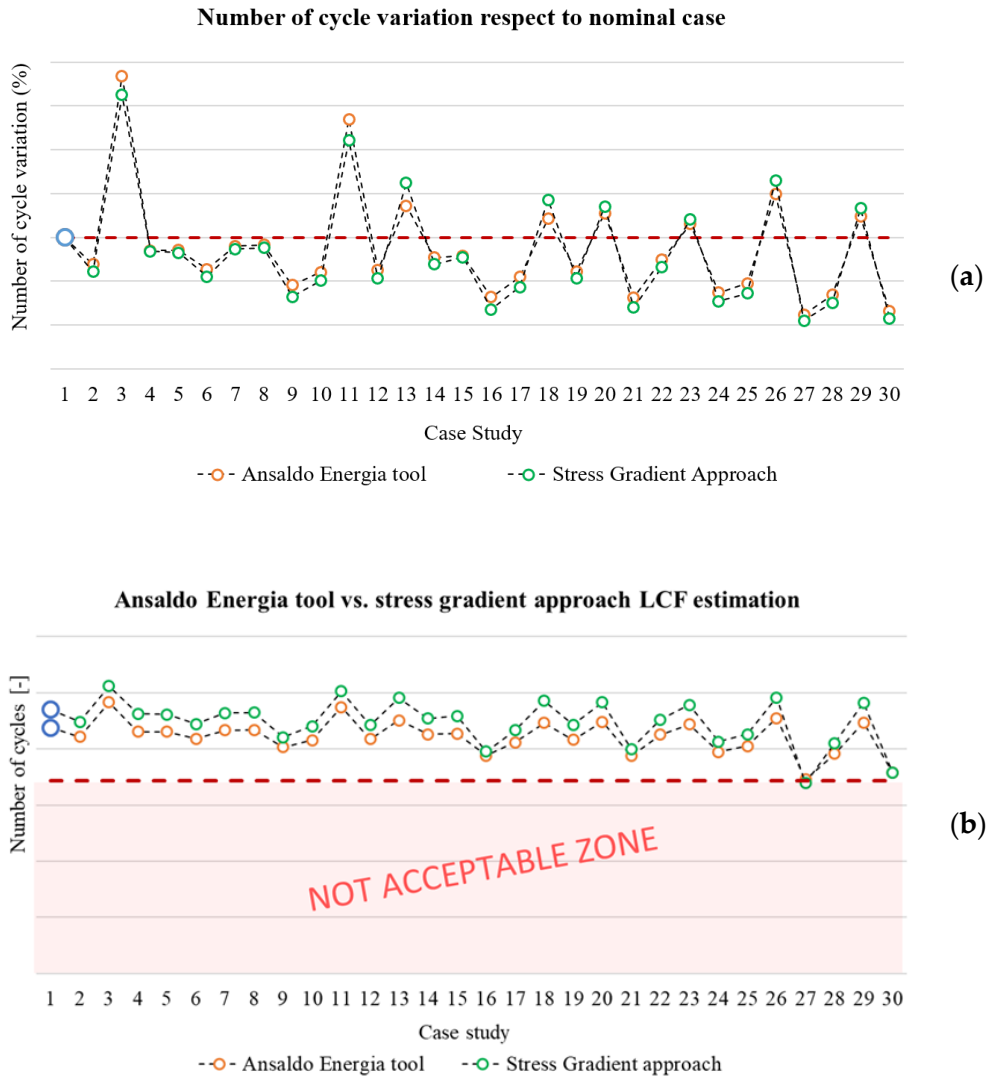 Number of cycle variation respect to nominal case
Number of cycle variation (%)
(a)
1 2 3 4 5 6 7 8 9 10 11 12 13 14 15 16 17 18 19 20 21 22 23 24 25 26 27 28 29 30
Case Study
Ansaldo Energia tool
Stress Gradient Approach
Ansaldo Energia tool vs. stress gradient approach LCF estimation
Number of cycles [-]
(b)
NOT ACCEPTABLE ZONE
1 2 3 4 5 6 7 8 9 10 11 12 13 14 15 16 17 18 19 20 21 22 23 24 25 26 27 28 29 30
Case study
Ansaldo Energia tool
Stress Gradient approach